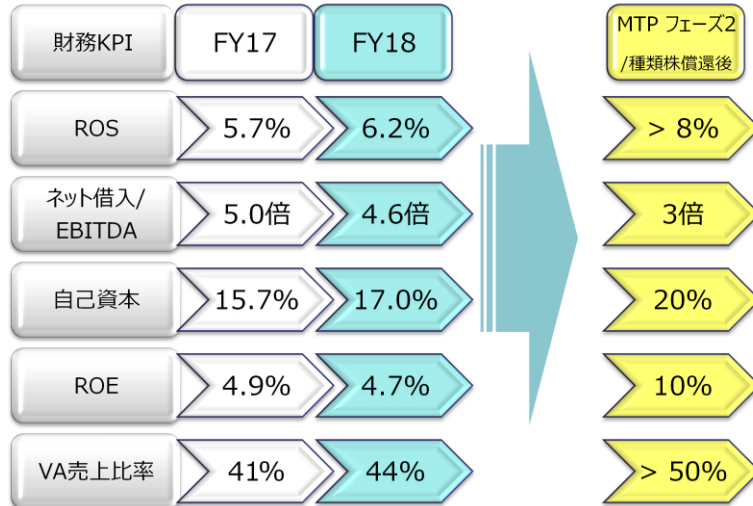 財務KPI FY17 FY18 MTP フェーズ2
/種類株償還後
ROS 5.7% 6.2% > 8%
ネット借入/
EBITDA 5.0倍 4.6倍 3倍
自己資本 15.7% 17.0% 20%
ROE 4.9% 4.7% 10%
VA売上比率 41% 44% > 50%